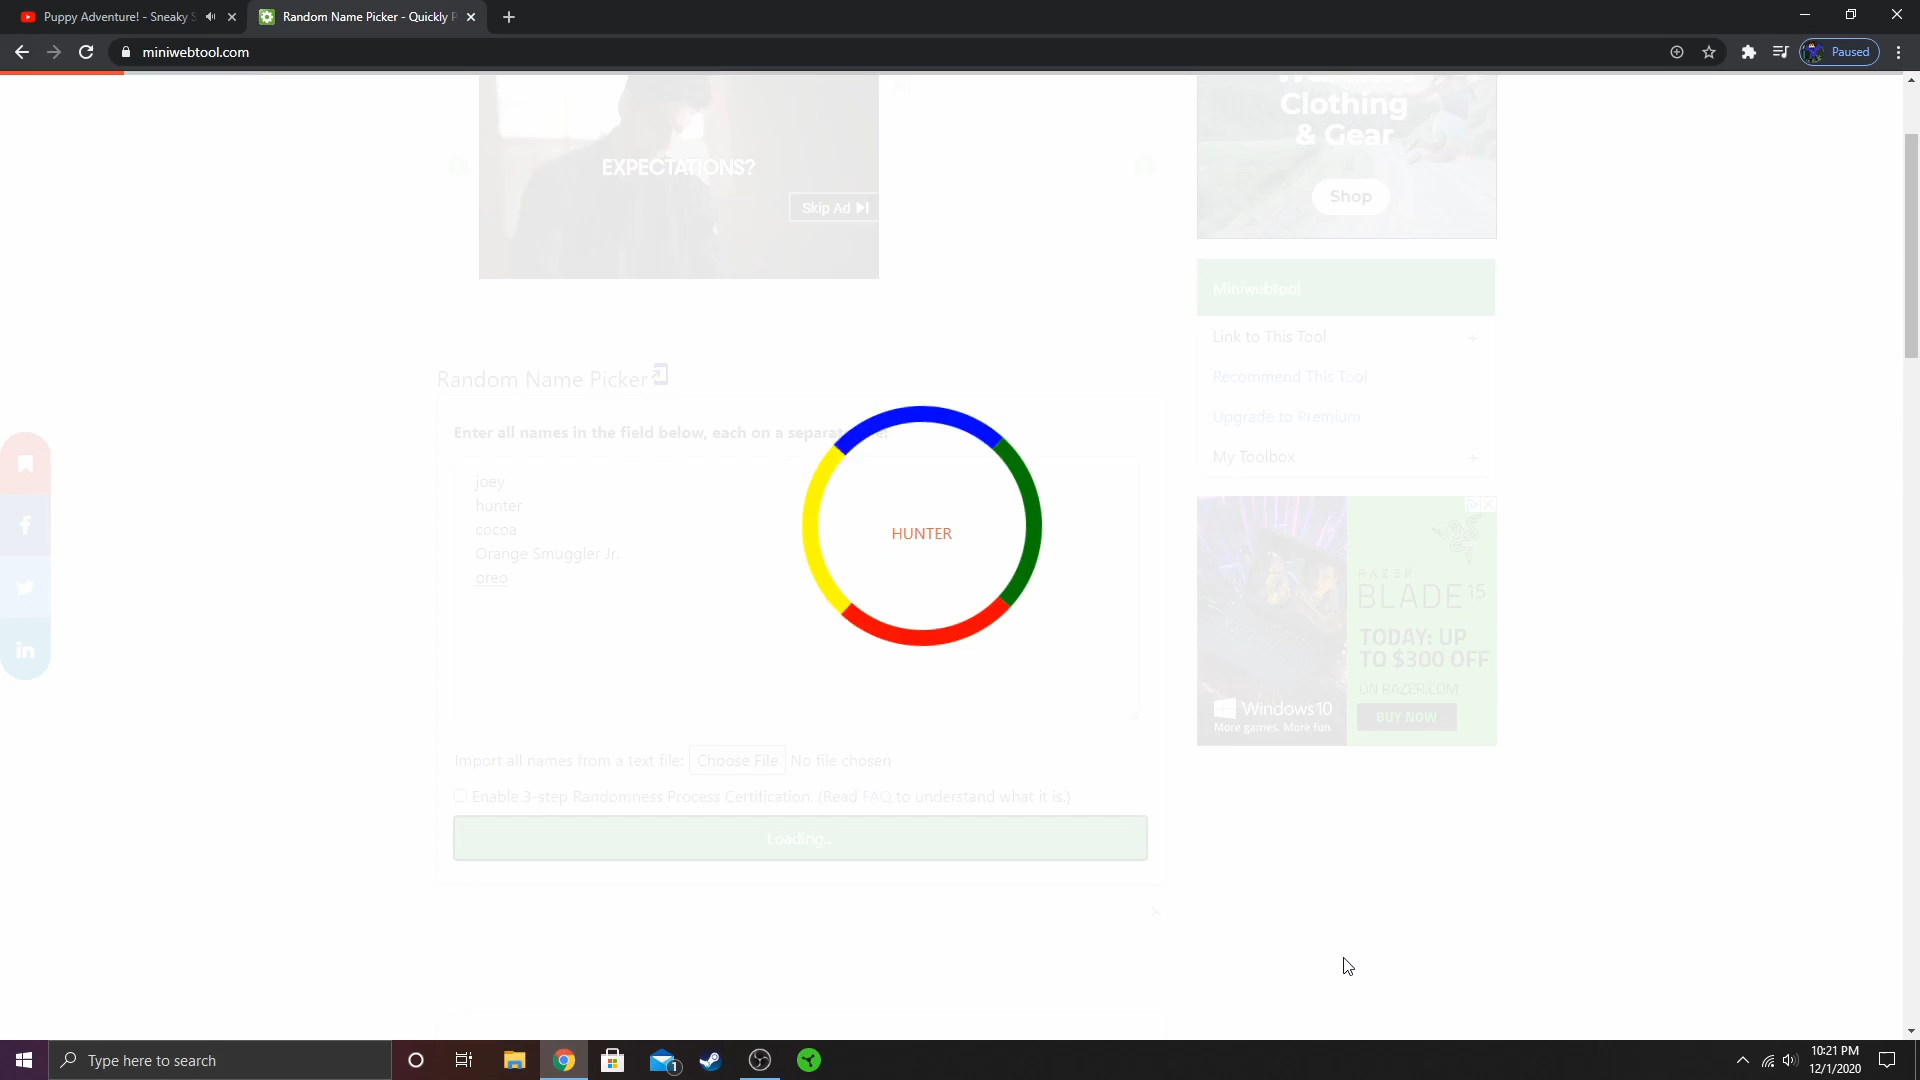 Puppy Adventure! - Sneaky S
Random Name Picker - Quickly P
miniwebtool.com
Paused
Clothing
& Gear
EXPECTATIONS?
Skip Ad
Shop
Miniwebtool
Link to This Tool +
Recommend This Tool
Upgrade to Premium
My Toolbox +
Random Name Picker
Enter all names in the field below, each on a separat
joey
hunter
cocoa
Orange Smuggler Jr.
oreo
HUNTER
RAZER
BLADE 15
TODAY: UP
TO $300 OFF
ON RAZER.COM
BUY NOW
Windows 10
More games. More fun.
Import all names from a text file: Choose File No file chosen
Enable 3-step Randomness Process Certification. (Read FAQ to understand what it is.)
Loading...
Type here to search
1
10:21 PM
12/1/2020